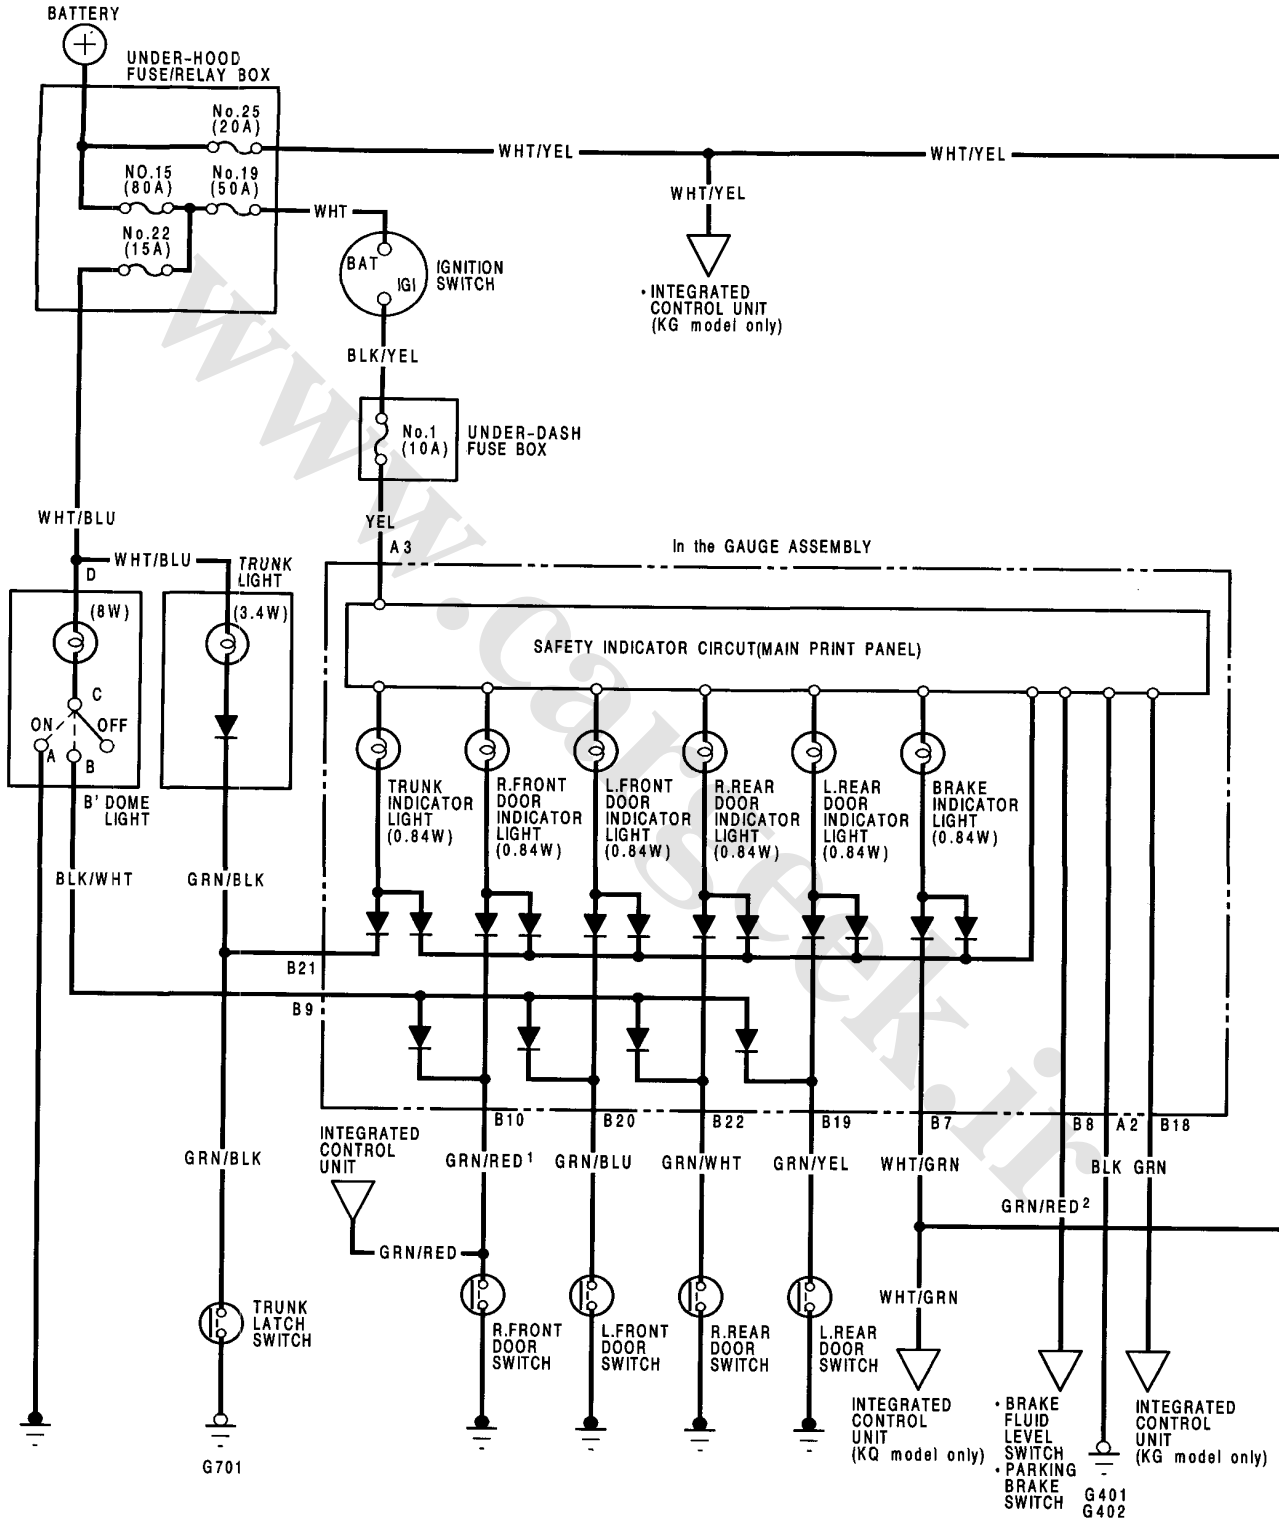 BATTERY
UNDER-HOOD
FUSE/RELAY BOX
No.25
(20A)
WHT/YEL
WHT/YEL
NO.15
(80A)
No.19
(50A)
WHT/YEL
WHT
No.22
(15A)
BAT
IGI
IGNITION
SWITCH
• INTEGRATED
CONTROL UNIT
(KG model only)
BLK/YEL
No.1
(10A)
UNDER-DASH
FUSE BOX
WHT/BLU
YEL
A3
In the GAUGE ASSEMBLY
WHT/BLU
D
TRUNK
LIGHT
(8W)
(3.4W)
SAFETY INDICATOR CIRCUT(MAIN PRINT PANEL)
C
ON
OFF
A
B
B' DOME
LIGHT
TRUNK
INDICATOR
LIGHT
(0.84W)
R.FRONT
DOOR
INDICATOR
LIGHT
(0.84W)
L.FRONT
DOOR
INDICATOR
LIGHT
(0.84W)
R.REAR
DOOR
INDICATOR
LIGHT
(0.84W)
L.REAR
DOOR
INDICATOR
LIGHT
(0.84W)
BRAKE
INDICATOR
LIGHT
(0.84W)
BLK/WHT
GRN/BLK
B21
B9
B10
B20
B22
B19
B7
B8
A2
B18
INTEGRATED
CONTROL
UNIT
GRN/BLK
GRN/RED1
GRN/BLU
GRN/WHT
GRN/YEL
WHT/GRN
BLK
GRN
GRN/RED2
GRN/RED
WHT/GRN
TRUNK
LATCH
SWITCH
R.FRONT
DOOR
SWITCH
L.FRONT
DOOR
SWITCH
R.REAR
DOOR
SWITCH
L.REAR
DOOR
SWITCH
INTEGRATED
CONTROL
UNIT
(KQ model only)
• BRAKE
FLUID
LEVEL
SWITCH
• PARKING
BRAKE
SWITCH
INTEGRATED
CONTROL
UNIT
(KG model only)
G701
G401
G402
www.cargeek.ir